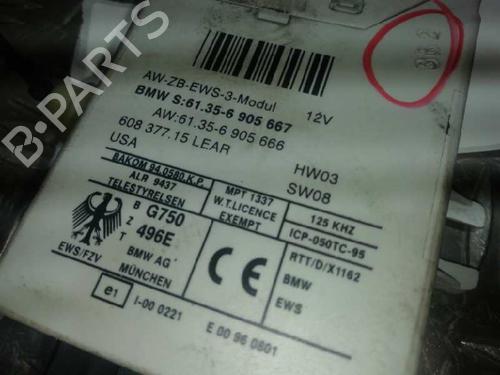 3R2
AW-ZB-EWS-3-Modul
BMW S:61.35-6 905 667 12V
AW:61.35-6 905 666
608 377.15 LEAR
USA
HW03
SW08
BAKOM 94.0580.K.P.
ALR 9437
TELESTYRELSEN
MPT 1337
W.T.LICENCE
EXEMPT
125 KHZ
ICP-050TC-95
RTT/D/X1162
BMW
EWS
B
Z
T
G750
496E
EWS/FZV
BMW AG
MÜNCHEN
CE
e1
I-00 0221
E 00 96 0801
B-PARTS